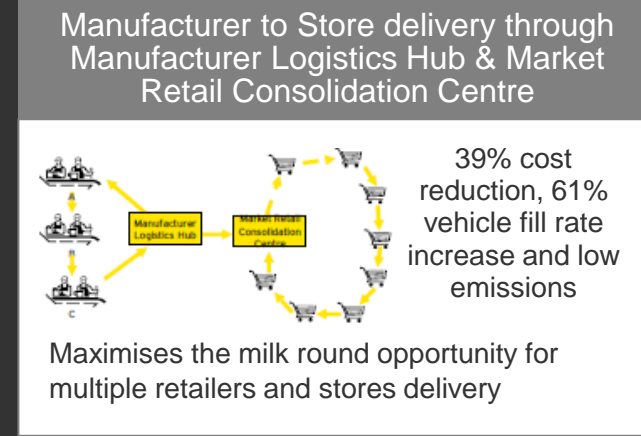 Manufacturer to Store delivery through
Manufacturer Logistics Hub & Market
Retail Consolidation Centre
A
Manufacturer
Logistics Hub
Market Retail
Consolidation
Centre
B
C
39% cost
reduction, 61%
vehicle fill rate
increase and low
emissions
Maximises the milk round opportunity for
multiple retailers and stores delivery